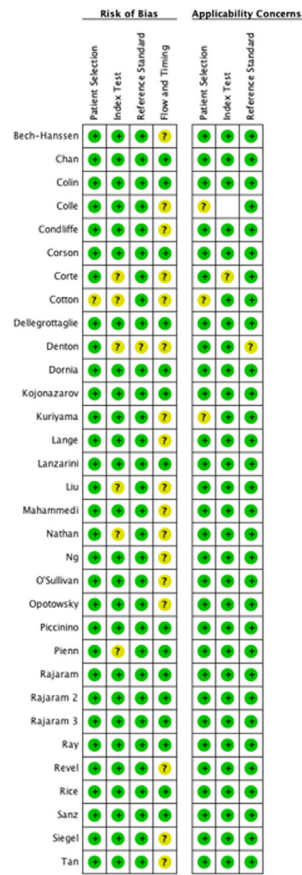 Risk of Bias Applicability Concerns
Patient Selection Index Test Reference Standard Flow and Timing Patient Selection Index Test Reference Standard
Bech-Hanssen + + + ? + + +
Chan + + + + + + +
Colin + + + + + + +
Colle + + + ? ? +
Condliffe + + + ? + + +
Corson + + + + + + +
Corte + ? + ? + ? +
Cotton ? ? + ? ? + +
Dellegrottaglie + + + + + + +
Denton + ? ? ? + + ?
Dornia + + + + + + +
Kojonazarov + + + + + + +
Kuriyama + + + ? ? + +
Lange + + + ? + + +
Lanzarini + + + + + + +
Liu + ? + ? + + +
Mahammedi + + + ? + + +
Nathan + ? + ? + + +
Ng + + + ? + + +
O'Sullivan + + + ? + + +
Opotowsky + + + ? + + +
Piccinino + + + + + + +
Pienn + ? + + + + +
Rajaram + + + + + + +
Rajaram 2 + + + + + + +
Rajaram 3 + + + + + + +
Ray + + + + + + +
Revel + + + ? + + +
Rice + + + + + + +
Sanz + + + + + + +
Siegel + + + ? + + +
Tan + + + ? + + +